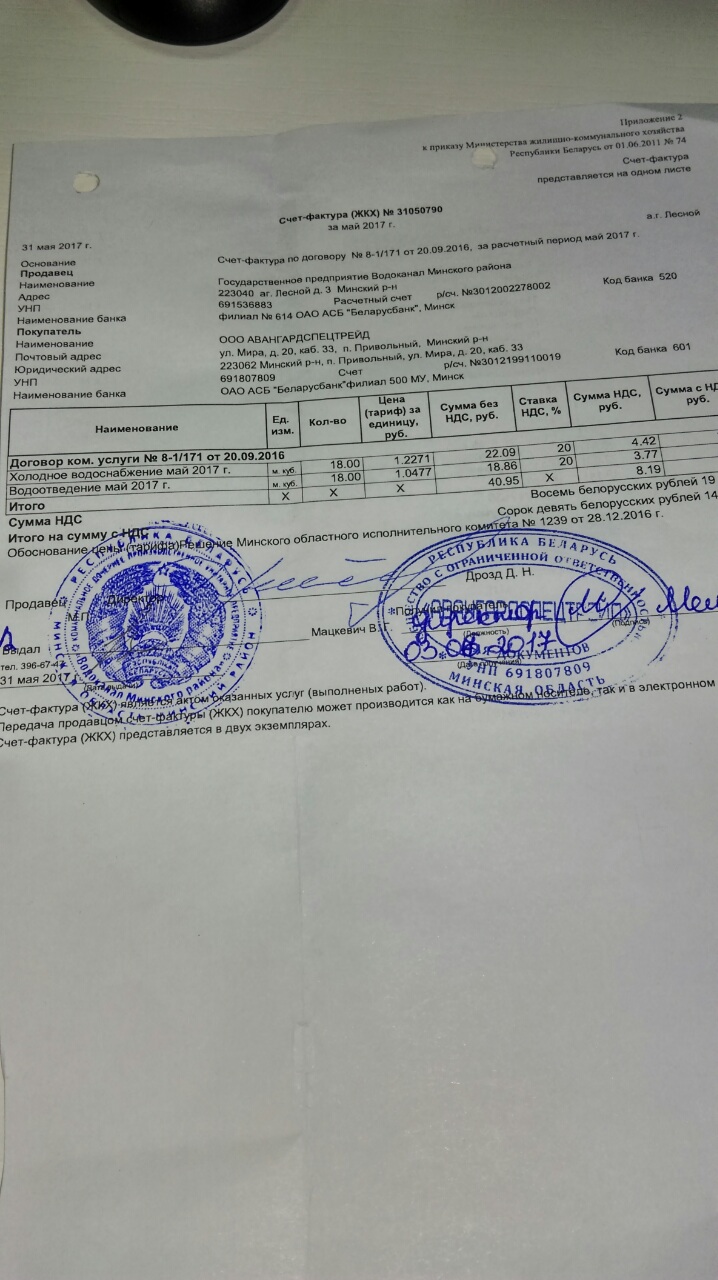 Приложение 2
к приказу Министерства жилищно-коммунального хозяйства
Республики Беларусь от 01.06.2011 № 74
Счет-фактура
представляется на одном листе
Счет-фактура (ЖКХ) № 31050790
за май 2017 г.
31 мая 2017 г. а.г. Лесной
Основание Счет-фактура по договору № 8-1/171 от 20.09.2016, за расчетный период май 2017 г.
Продавец
Наименование Государственное предприятие Водоканал Минского района
Адрес 223040 аг. Лесной д. 3 Минский р-н
УНП 691536883 Расчетный счет р/сч. №3012002278002 Код банка 520
Наименование банка филиал № 614 ОАО АСБ "Беларусбанк", Минск
Покупатель
Наименование ООО АВАНГАРДСПЕЦТРЕЙД
Почтовый адрес ул. Мира, д. 20, каб. 33, п. Привольный, Минский р-н
Юридический адрес 223062 Минский р-н, п. Привольный, ул. Мира, д. 20, каб. 33
УНП 691807809 Счет р/сч. №3012199110019 Код банка 601
Наименование банка ОАО АСБ "Беларусбанк"филиал 500 МУ, Минск
Наименование Ед. изм. Кол-во Цена (тариф) за единицу, руб. Сумма без НДС, руб. Ставка НДС, % Сумма НДС, руб. Сумма с руб.
Договор ком. услуги № 8-1/171 от 20.09.2016
Холодное водоснабжение май 2017 г. м. куб. 18.00 1.2271 22.09 20 4.42
Водоотведение май 2017 г. м. куб. 18.00 1.0477 18.86 20 3.77
Итого X X X 40.95 X 8.19
Сумма НДС Восемь белорусских рублей 19
Итого на сумму с НДС Сорок девять белорусских рублей 14
Обоснование цены (тарифа)Решение Минского областного исполнительного комитета № 1239 от 28.12.2016 г.
Продавец Директор Дрозд Д. Н.
М.П.
Получил покупатель
директор
(Должность) (Подпись)
Выдал Мацкевич В. Г.
03.06.2017
тел. 396-67-42
31 мая 2017 г.
РЕСПУБЛИКА БЕЛАРУСЬ
ОБЩЕСТВО С ОГРАНИЧЕННОЙ ОТВЕТСТВЕННОСТЬЮ
ДОКУМЕНТОВ
УНП 691807809
МИНСКАЯ ОБЛАСТЬ
Счет-фактура (ЖКХ) является актом оказанных услуг (выполненых работ).
Передача продавцом счет-фактуры (ЖКХ) покупателю может производится как на бумажном носителе, так и в электронном
Счет-фактура (ЖКХ) представляется в двух экземплярах.